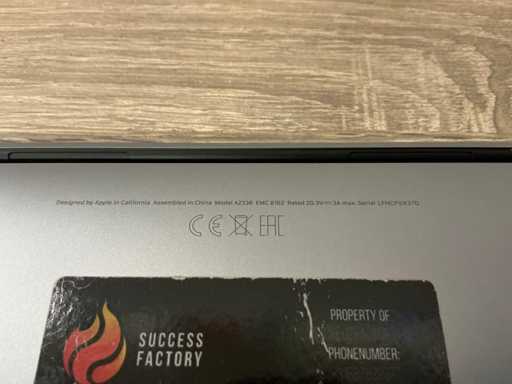 Designed by Apple in California Assembled in China Model A2338 EMC 8162 Rated 20.3V⎓3A max. Serial
CE EAC
SUCCESS
FACTORY
PROPERTY OF
PHONENUMBER: